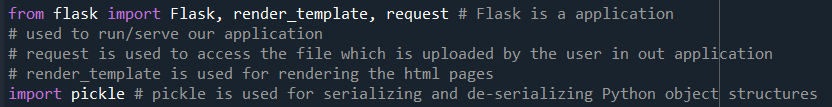 from flask import Flask, render_template, request # Flask is a application
# used to run/serve our application
# request is used to access the file which is uploaded by the user in out application
# render_template is used for rendering the html pages
import pickle # pickle is used for serializing and de-serializing Python object structures